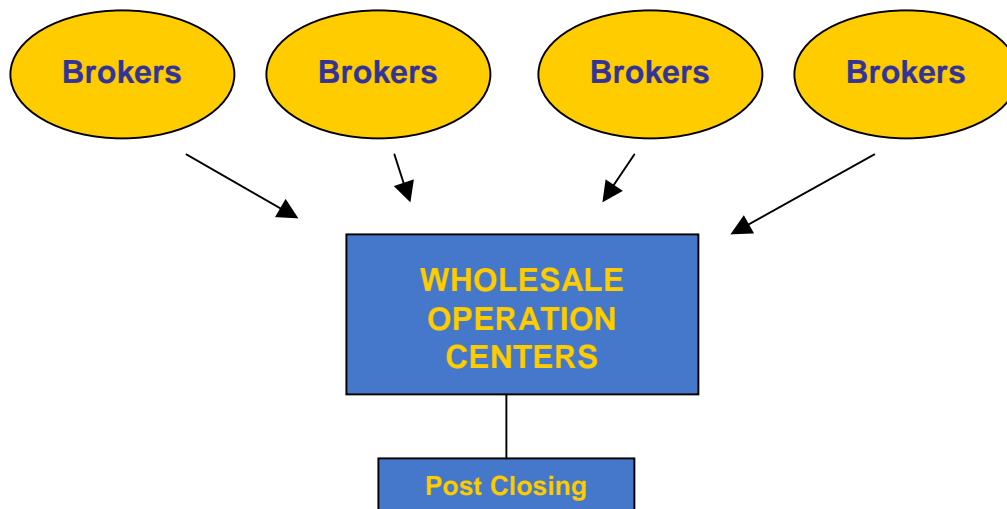 Brokers
Brokers
Brokers
Brokers
WHOLESALE
OPERATION
CENTERS
Post Closing